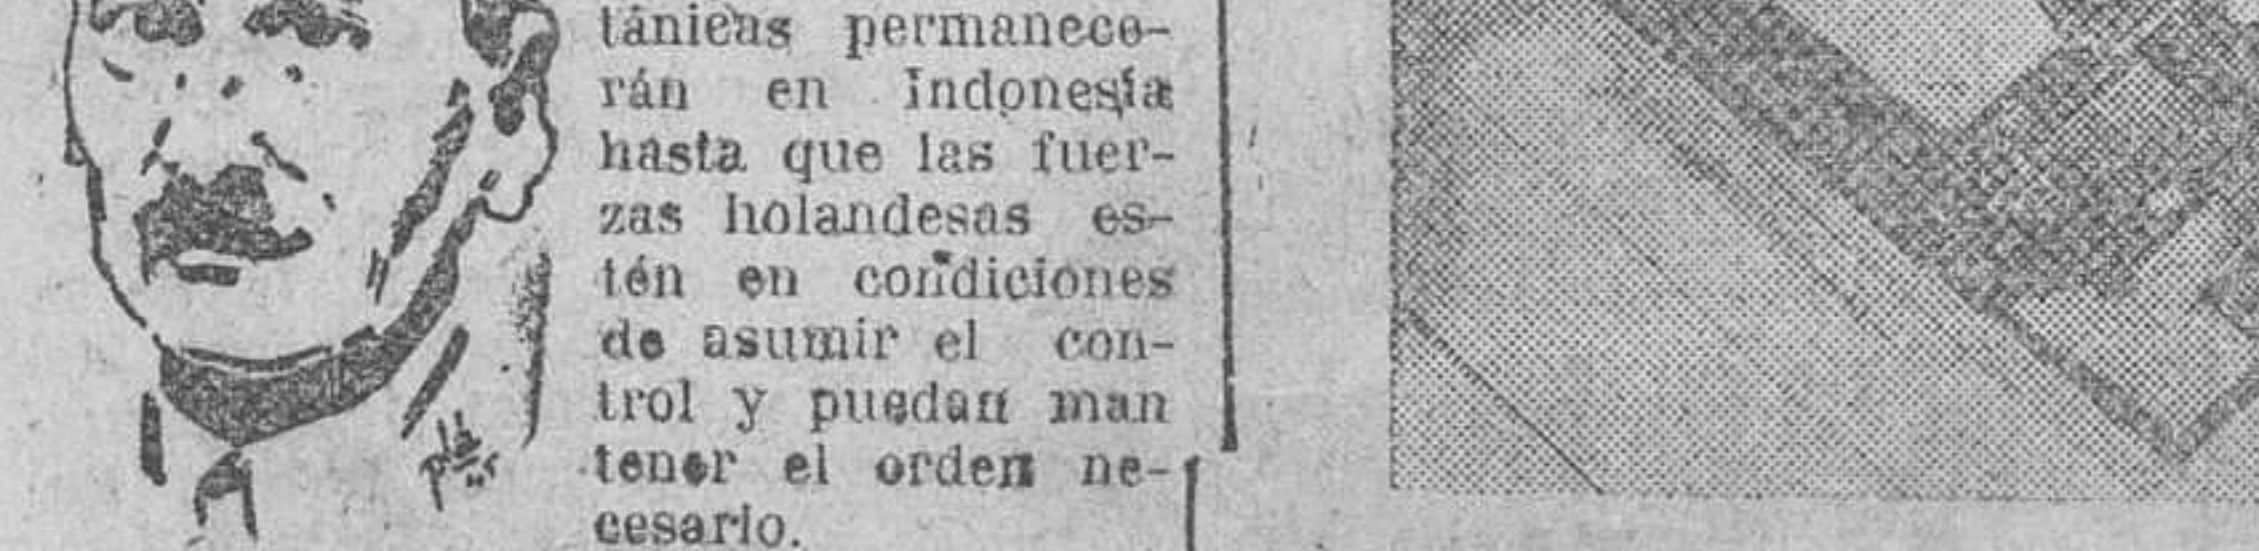 tánicas permanece-
rán en Indonesia
hasta que las fuer-
zas holandesas es-
tén en condiciones
de asumir el con-
trol y puedan man
tener el orden ne-
cesario.